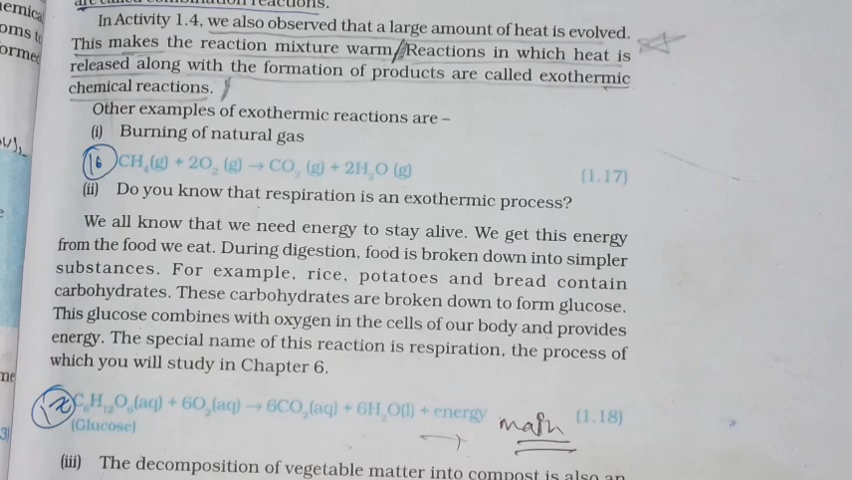 are called combination reactions.
In Activity 1.4, we also observed that a large amount of heat is evolved.
This makes the reaction mixture warm. Reactions in which heat is
released along with the formation of products are called exothermic
chemical reactions.
Other examples of exothermic reactions are –
(i) Burning of natural gas
16 CH₄(g) + 2O₂ (g) → CO₂ (g) + 2H₂O (g) (1.17)
(ii) Do you know that respiration is an exothermic process?
We all know that we need energy to stay alive. We get this energy
from the food we eat. During digestion, food is broken down into simpler
substances. For example, rice, potatoes and bread contain
carbohydrates. These carbohydrates are broken down to form glucose.
This glucose combines with oxygen in the cells of our body and provides
energy. The special name of this reaction is respiration, the process of
which you will study in Chapter 6.
C₆H₁₂O₆(aq) + 6O₂(aq) → 6CO₂(aq) + 6H₂O(l) + energy main (1.18)
(Glucose)
(iii) The decomposition of vegetable matter into compost is also an